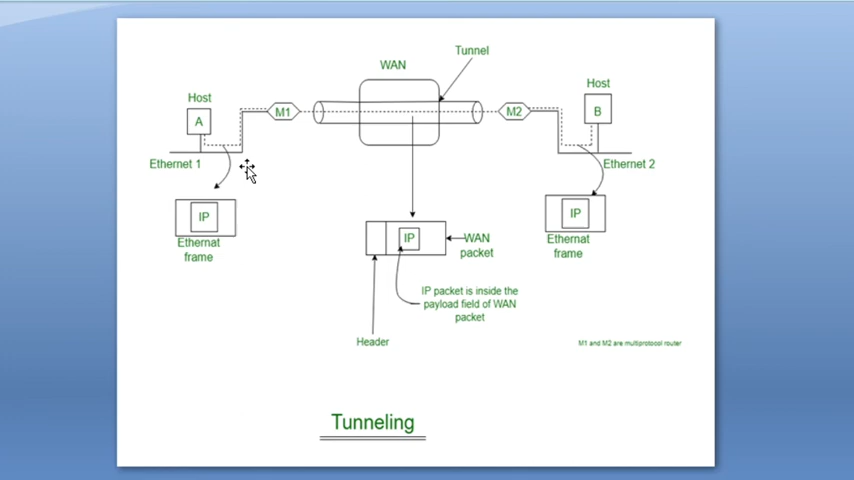 Tunnel
WAN
Host
Host
A
M1
M2
B
Ethernet 1
Ethernet 2
IP
Ethernat
frame
IP
WAN
packet
IP
Ethernat
frame
IP packet is inside the
payload field of WAN
packet
Header
M1 and M2 are multiprotocol router
Tunneling